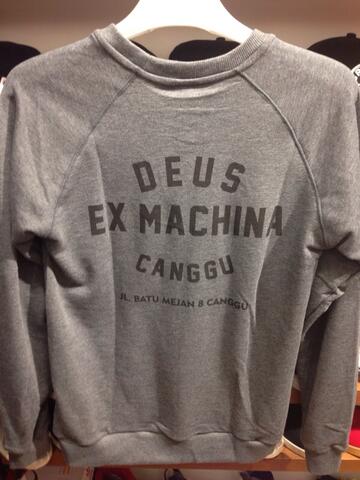 DEUS
EX MACHINA
CANGGU
JL. BATU MEJAN 8 CANGGU